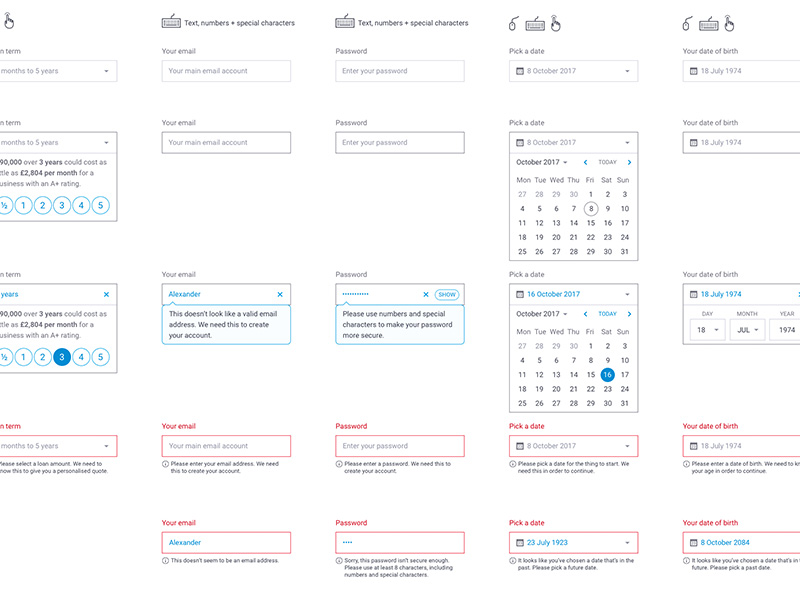 Text, numbers + special characters
Text, numbers + special characters
n term
Your email
Password
Pick a date
Your date of birth
months to 5 years
Your main email account
Enter your password
8 October 2017
18 July 1974
n term
Your email
Password
Pick a date
Your date of birth
months to 5 years
90,000 over 3 years could cost as
ttle as £2,804 per month for a
usiness with an A+ rating.
½ 1 2 3 4 5
Your main email account
Enter your password
8 October 2017
October 2017 TODAY
Mon Tue Wed Thu Fri Sat Sun
27 28 29 30 1 2 3
4 5 6 7 8 9 10
11 12 13 14 15 16 17
18 19 20 21 22 23 24
25 26 27 28 29 30 31
18 July 1974
n term
Your email
Password
Pick a date
Your date of birth
years
90,000 over 3 years could cost as
ttle as £2,804 per month for a
usiness with an A+ rating.
½ 1 2 3 4 5
Alexander
This doesn't look like a valid email
address. We need this to create
your account.
SHOW
Please use numbers and special
characters to make your password
more secure.
16 October 2017
October 2017 TODAY
Mon Tue Wed Thu Fri Sat Sun
27 28 29 30 1 2 3
4 5 6 7 8 9 10
11 12 13 14 15 16 17
18 19 20 21 22 23 24
25 26 27 28 29 30 31
18 July 1974
DAY MONTH YEAR
18 JUL 1974
n term
Your email
Password
Pick a date
Your date of birth
months to 5 years
lease select a loan amount. We need to
now this to give you a personalised quote.
Your main email account
Please enter your email address. We need
this to create your account.
Enter your password
Please enter a password. We need this to
create your account.
8 October 2017
Please pick a date for the thing to start. We
need this in order to continue.
18 July 1974
Please enter a date of birth. We need to kn
your age in order to continue.
Your email
Password
Pick a date
Your date of birth
Alexander
This doesn't seem to be an email address.
Sorry, this password isn't secure enough.
Please use at least 8 characters, including
numbers and special characters.
23 July 1923
It looks like you've chosen a date that's in the
past. Please pick a future date.
8 October 2084
It looks like you've chosen a date that's in
future. Please pick a past date.